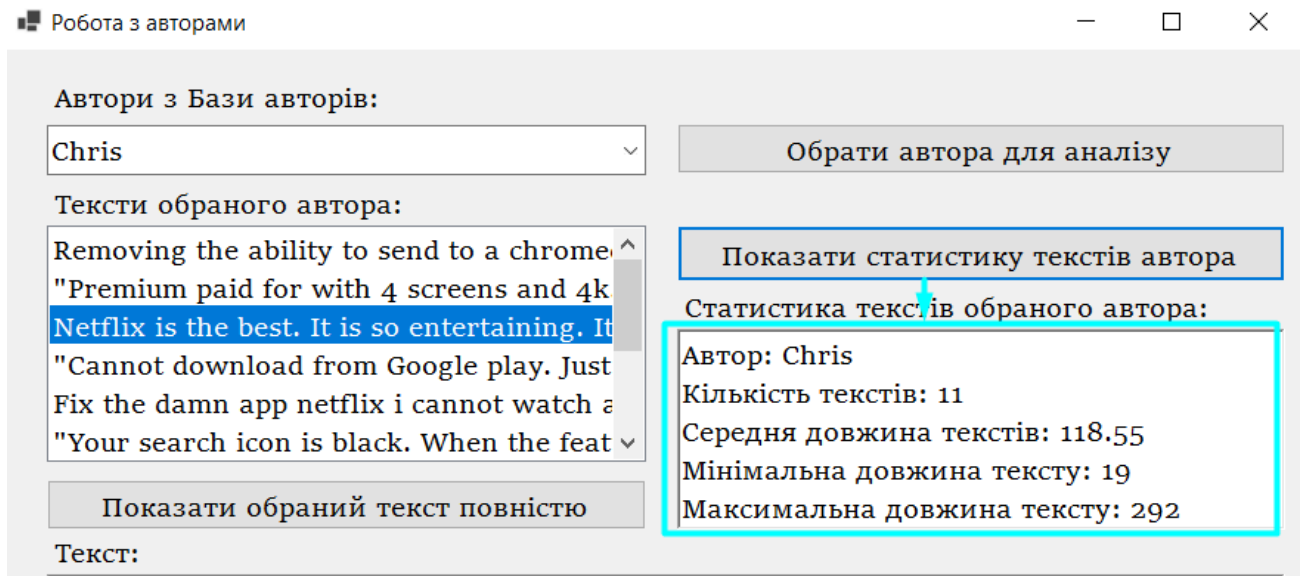 Робота з авторами
Автори з Бази авторів:
Chris
Обрати автора для аналізу
Тексти обраного автора:
Removing the ability to send to a chrome
"Premium paid for with 4 screens and 4k
Netflix is the best. It is so entertaining. It
"Cannot download from Google play. Just
Fix the damn app netflix i cannot watch a
"Your search icon is black. When the feat
Показати статистику текстів автора
Статистика текстів обраного автора:
Автор: Chris
Кількість текстів: 11
Середня довжина текстів: 118.55
Мінімальна довжина тексту: 19
Максимальна довжина тексту: 292
Показати обраний текст повністю
Текст: